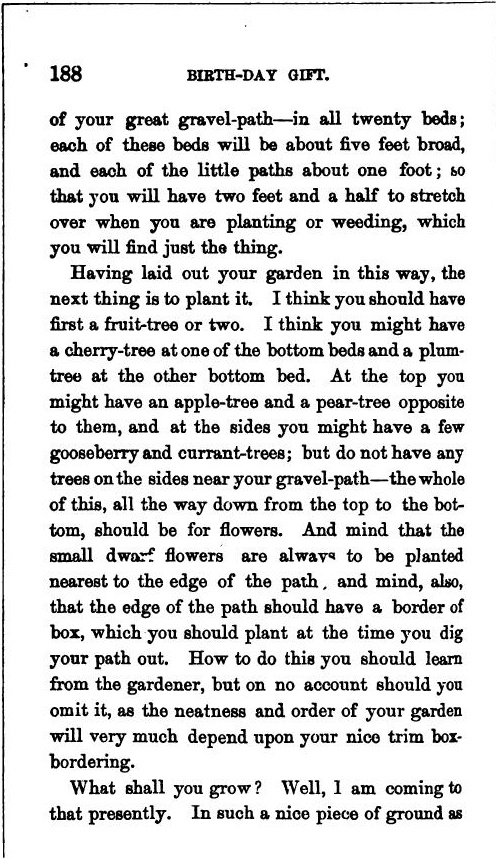 188 BIRTH-DAY GIFT.
of your great gravel-path—in all twenty beds;
each of these beds will be about five feet broad,
and each of the little paths about one foot; so
that you will have two feet and a half to stretch
over when you are planting or weeding, which
you will find just the thing.
Having laid out your garden in this way, the
next thing is to plant it. I think you should have
first a fruit-tree or two. I think you might have
a cherry-tree at one of the bottom beds and a plum-
tree at the other bottom bed. At the top you
might have an apple-tree and a pear-tree opposite
to them, and at the sides you might have a few
gooseberry and currant-trees; but do not have any
trees on the sides near your gravel-path—the whole
of this, all the way down from the top to the bot-
tom, should be for flowers. And mind that the
small dwarf flowers are always to be planted
nearest to the edge of the path, and mind, also,
that the edge of the path should have a border of
box, which you should plant at the time you dig
your path out. How to do this you should learn
from the gardener, but on no account should you
omit it, as the neatness and order of your garden
will very much depend upon your nice trim box-
bordering.
What shall you grow? Well, I am coming to
that presently. In such a nice piece of ground as